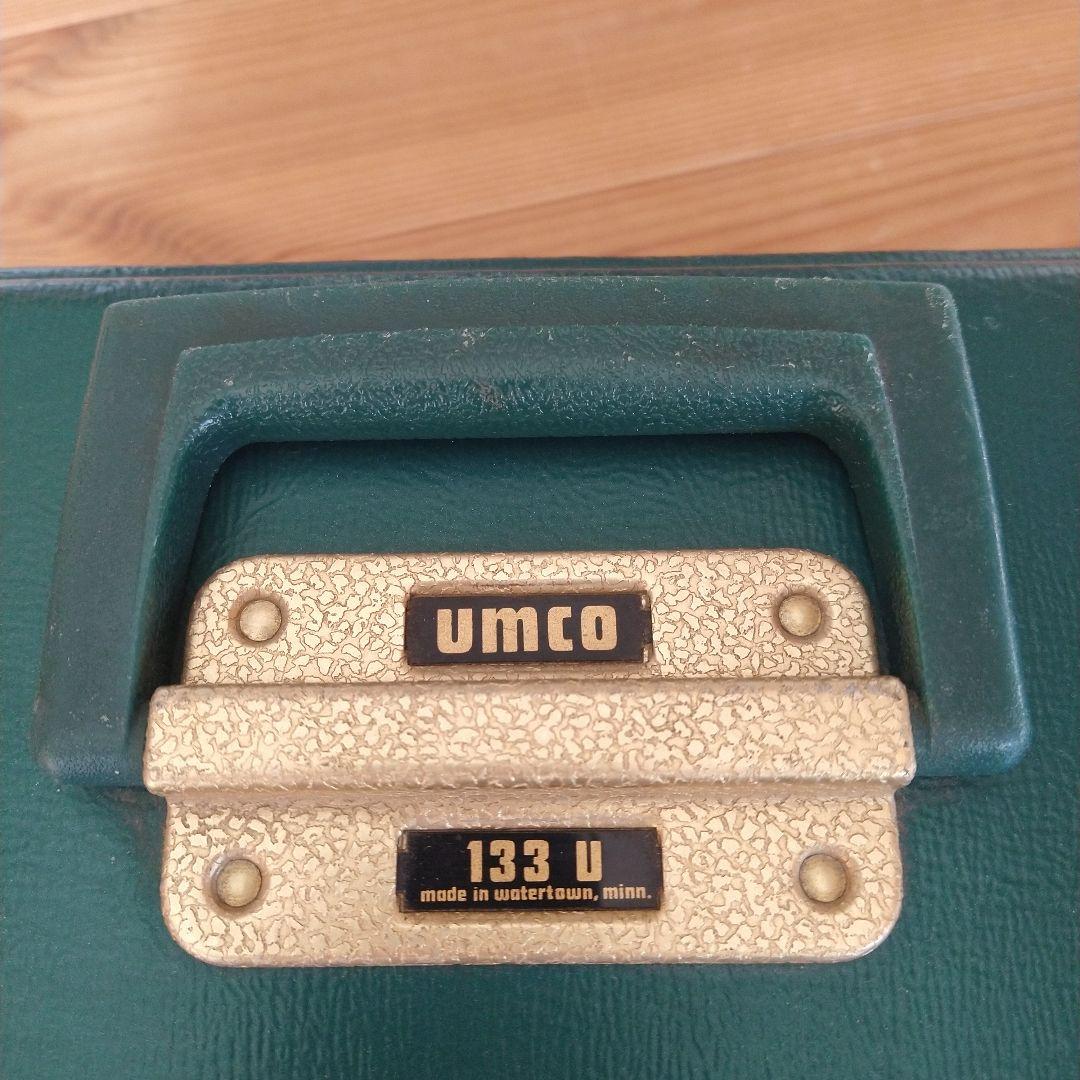 umco
133 U
made in watertown, minn.